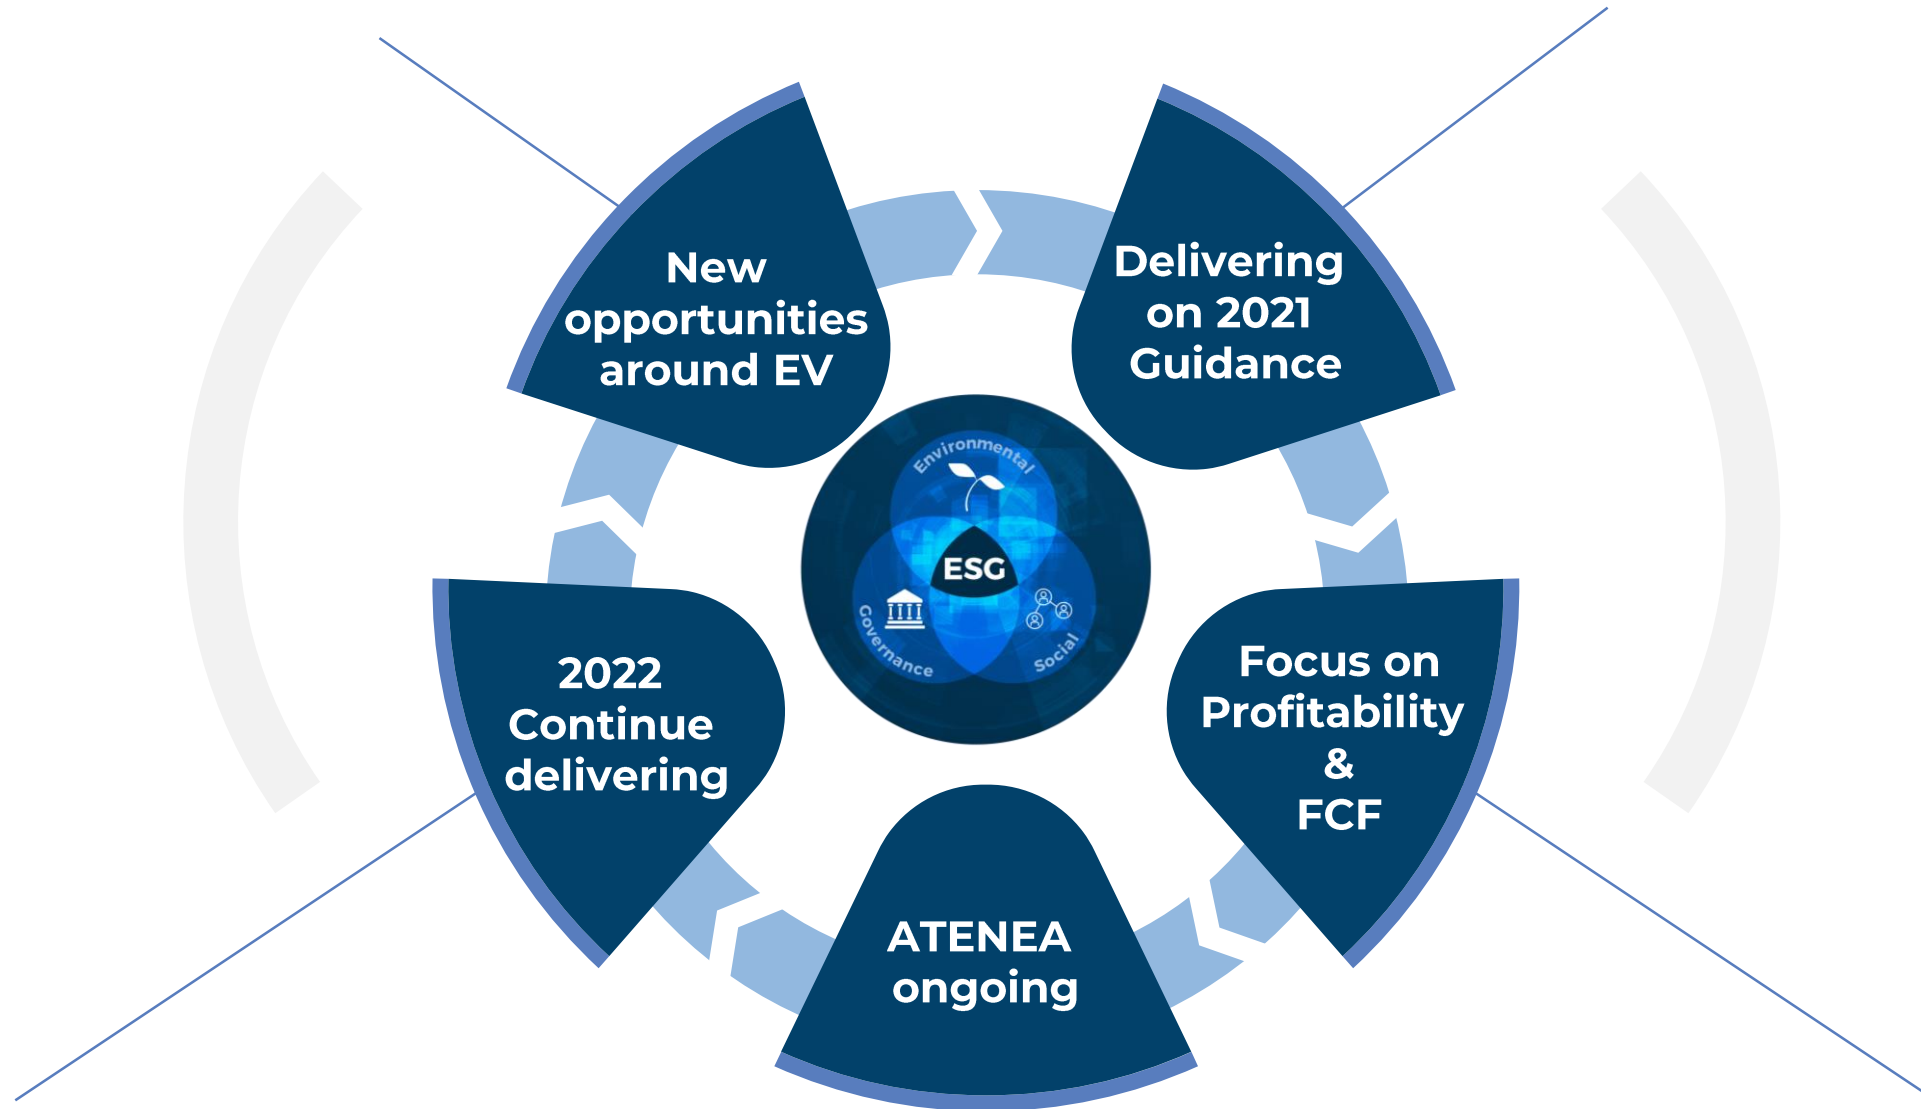 New
opportunities
around EV
Delivering
on 2021
Guidance
Environmental
ESG
Governance
Social
2022
Continue
delivering
Focus on
Profitability
&
FCF
ATENEA
ongoing